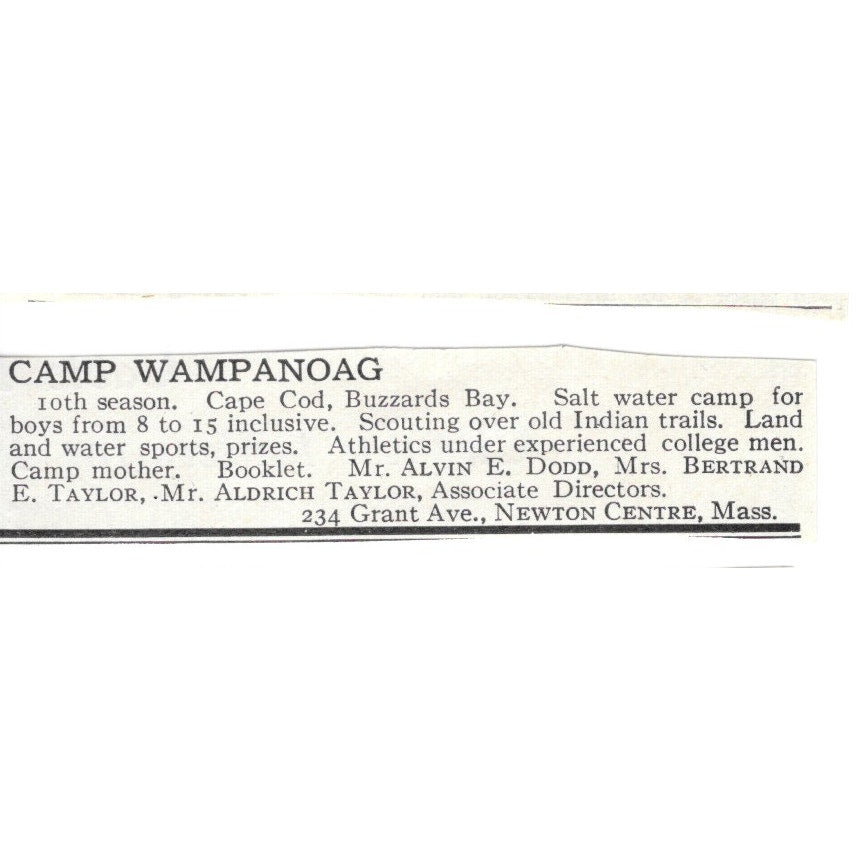 CAMP WAMPANOAG
10th season. Cape Cod, Buzzards Bay. Salt water camp for
boys from 8 to 15 inclusive. Scouting over old Indian trails. Land
and water sports, prizes. Athletics under experienced college men.
Camp mother. Booklet. Mr. ALVIN E. DODD, Mrs. BERTRAND
E. TAYLOR, .Mr. ALDRICH TAYLOR, Associate Directors.
234 Grant Ave., NEWTON CENTRE, Mass.